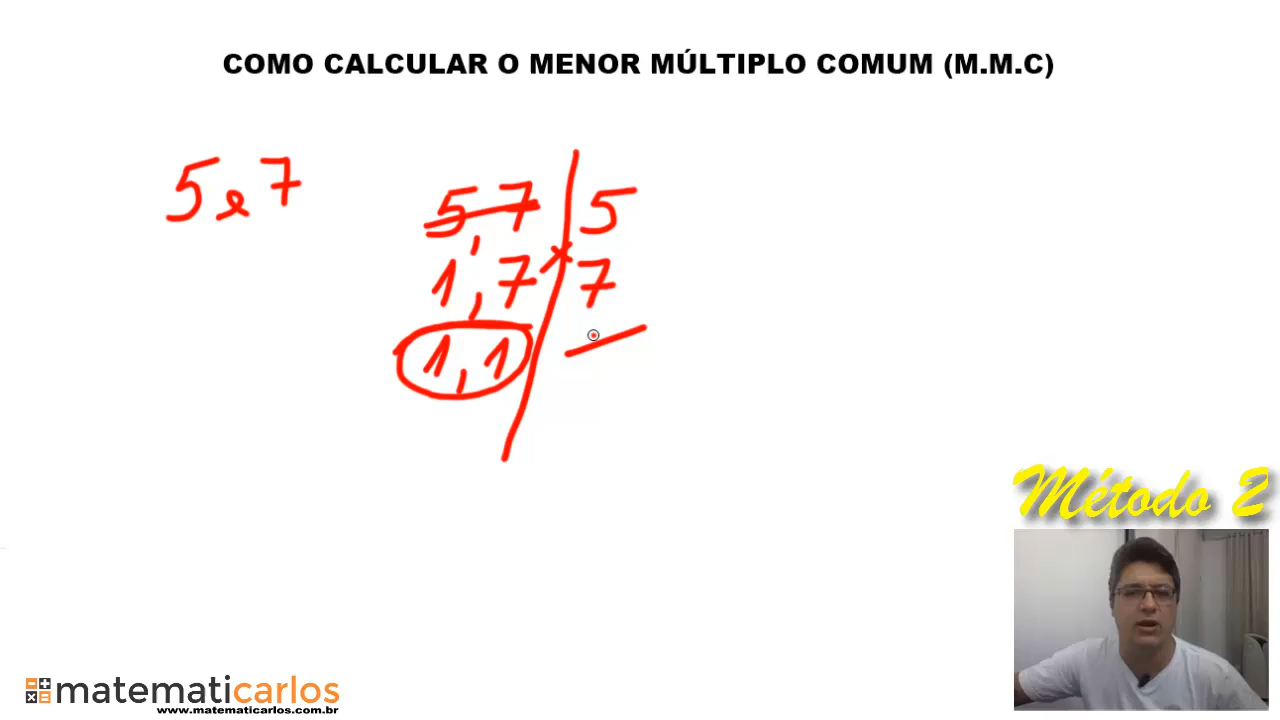 COMO CALCULAR O MENOR MÚLTIPLO COMUM (M.M.C)
5 e 7
5,7 | 5
1,7 × 7
1,1
Método 2
matematicarlos
www.matematicarlos.com.br